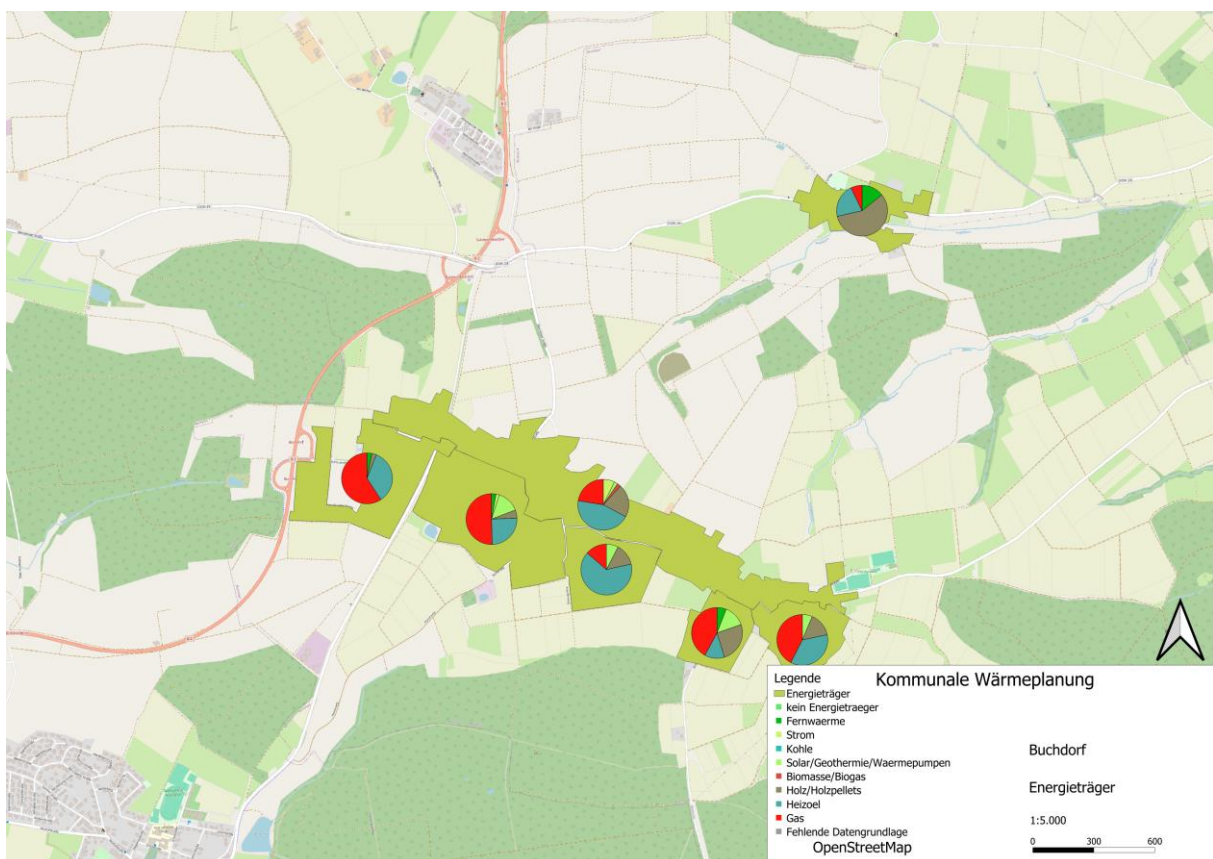 Legende
Kommunale Wärmeplanung
Energieträger
kein Energietraeger
Fernwaerme
Strom
Kohle
Solar/Geothermie/Waermepumpen
Biomasse/Biogas
Holz/Holzpellets
Heizoel
Gas
Fehlende Datengrundlage
OpenStreetMap
Buchdorf
Energieträger
1:5.000
0 300 600